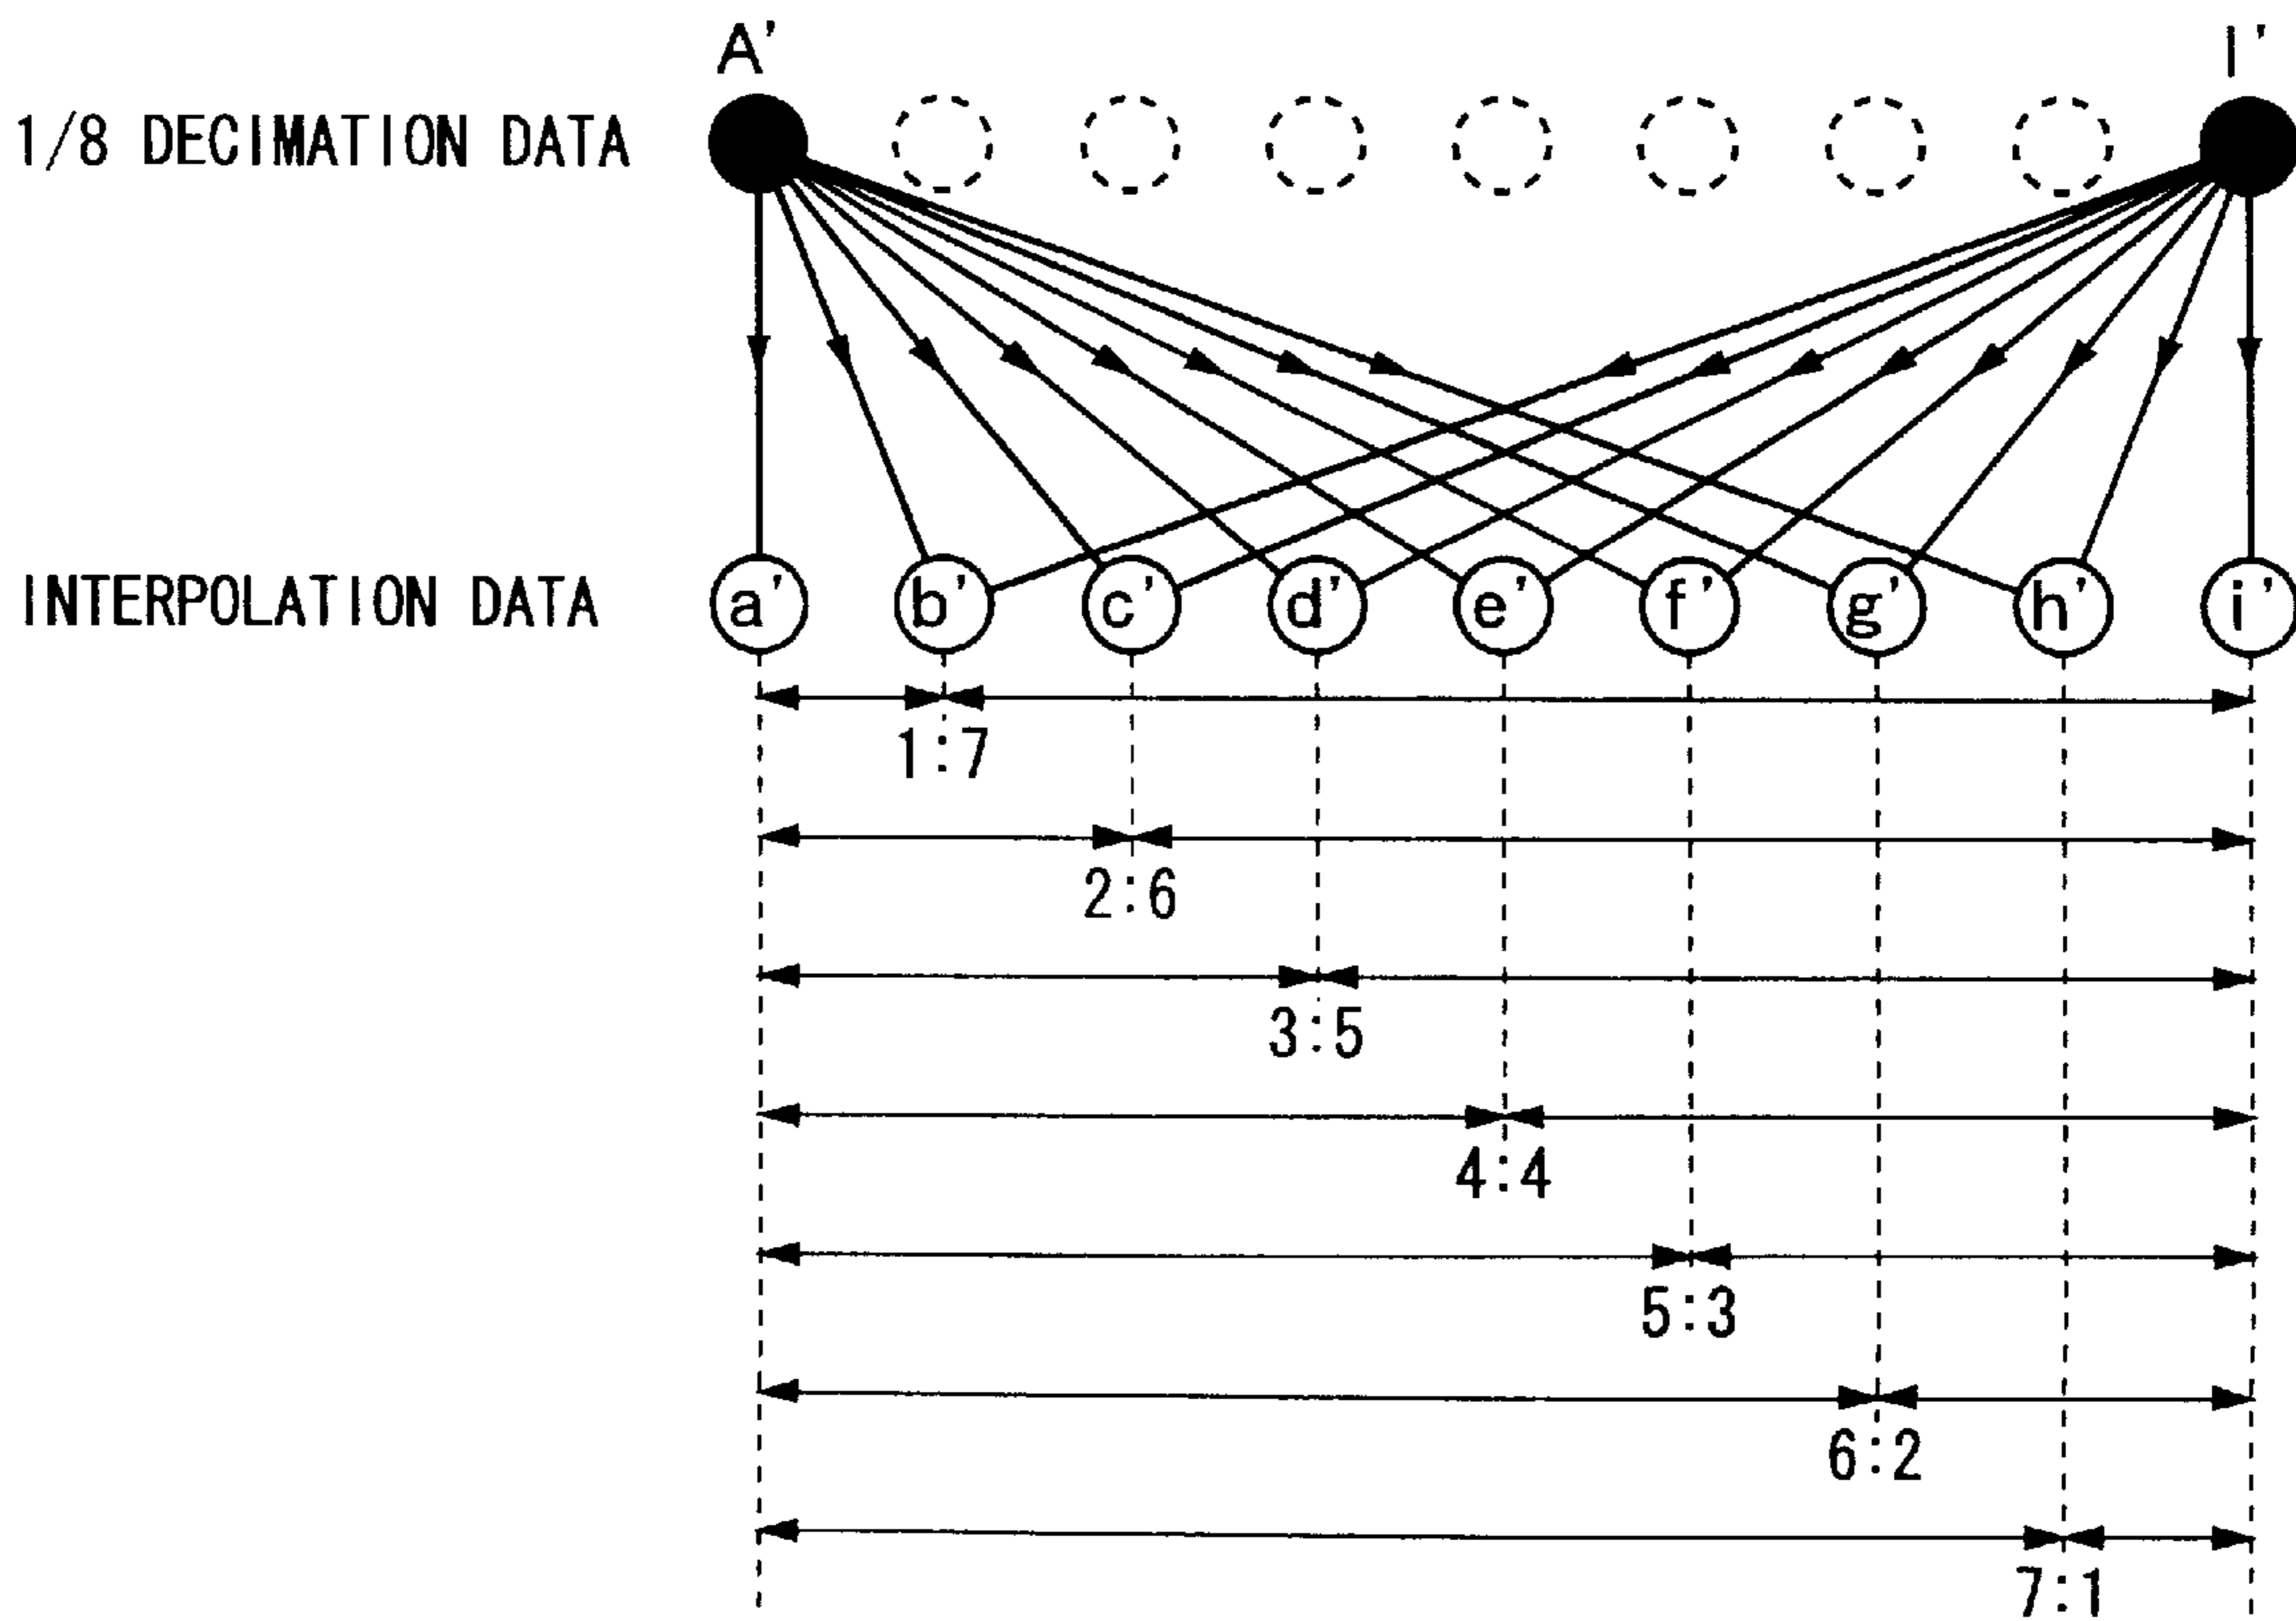 A' I'
1/8 DECIMATION DATA
INTERPOLATION DATA a' b' c' d' e' f' g' h' i'
1:7
2:6
3:5
4:4
5:3
6:2
7:1